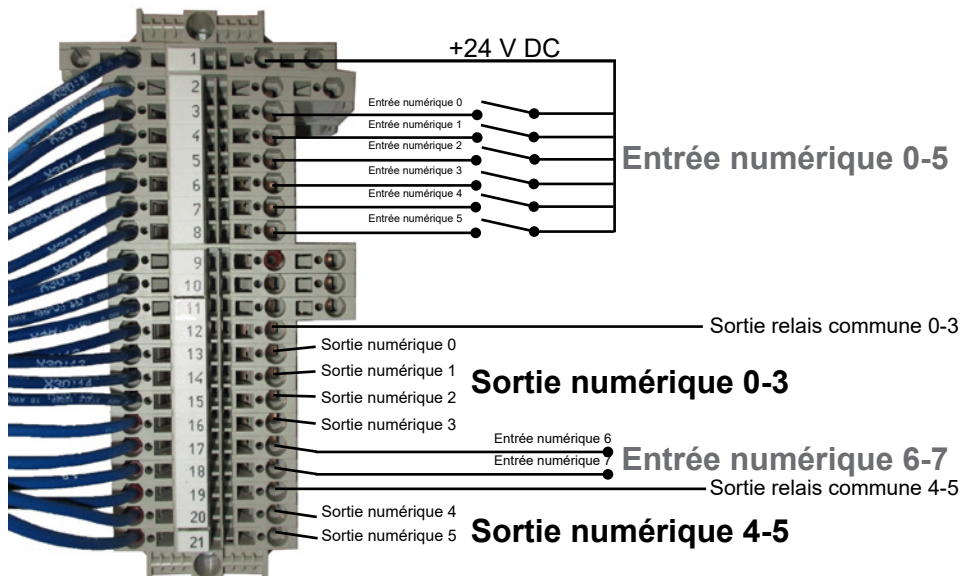 +24 V DC
1
2
Entrée numérique 0
3
Entrée numérique 1
4
Entrée numérique 2
5
Entrée numérique 0-5
Entrée numérique 3
6
Entrée numérique 4
7
Entrée numérique 5
8
9
10
11
12
Sortie relais commune 0-3
13
Sortie numérique 0
14
Sortie numérique 1
Sortie numérique 0-3
15
Sortie numérique 2
16
Sortie numérique 3
17
Entrée numérique 6
18
Entrée numérique 7
Entrée numérique 6-7
19
Sortie relais commune 4-5
20
Sortie numérique 4
21
Sortie numérique 5
Sortie numérique 4-5